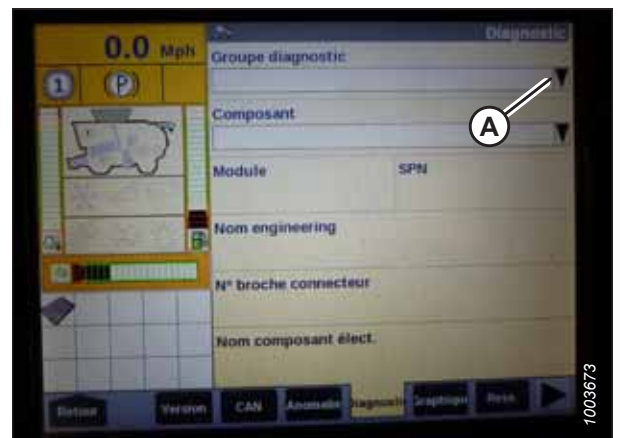 Diagnostic
0.0 Mph
Groupe diagnostic
1 (P)
A
Composant
Module SPN
Nom engineering
N° broche connecteur
Nom composant élect.
Retour Version CAN Anomalie Diagnostic Graphique Ress.
1003673